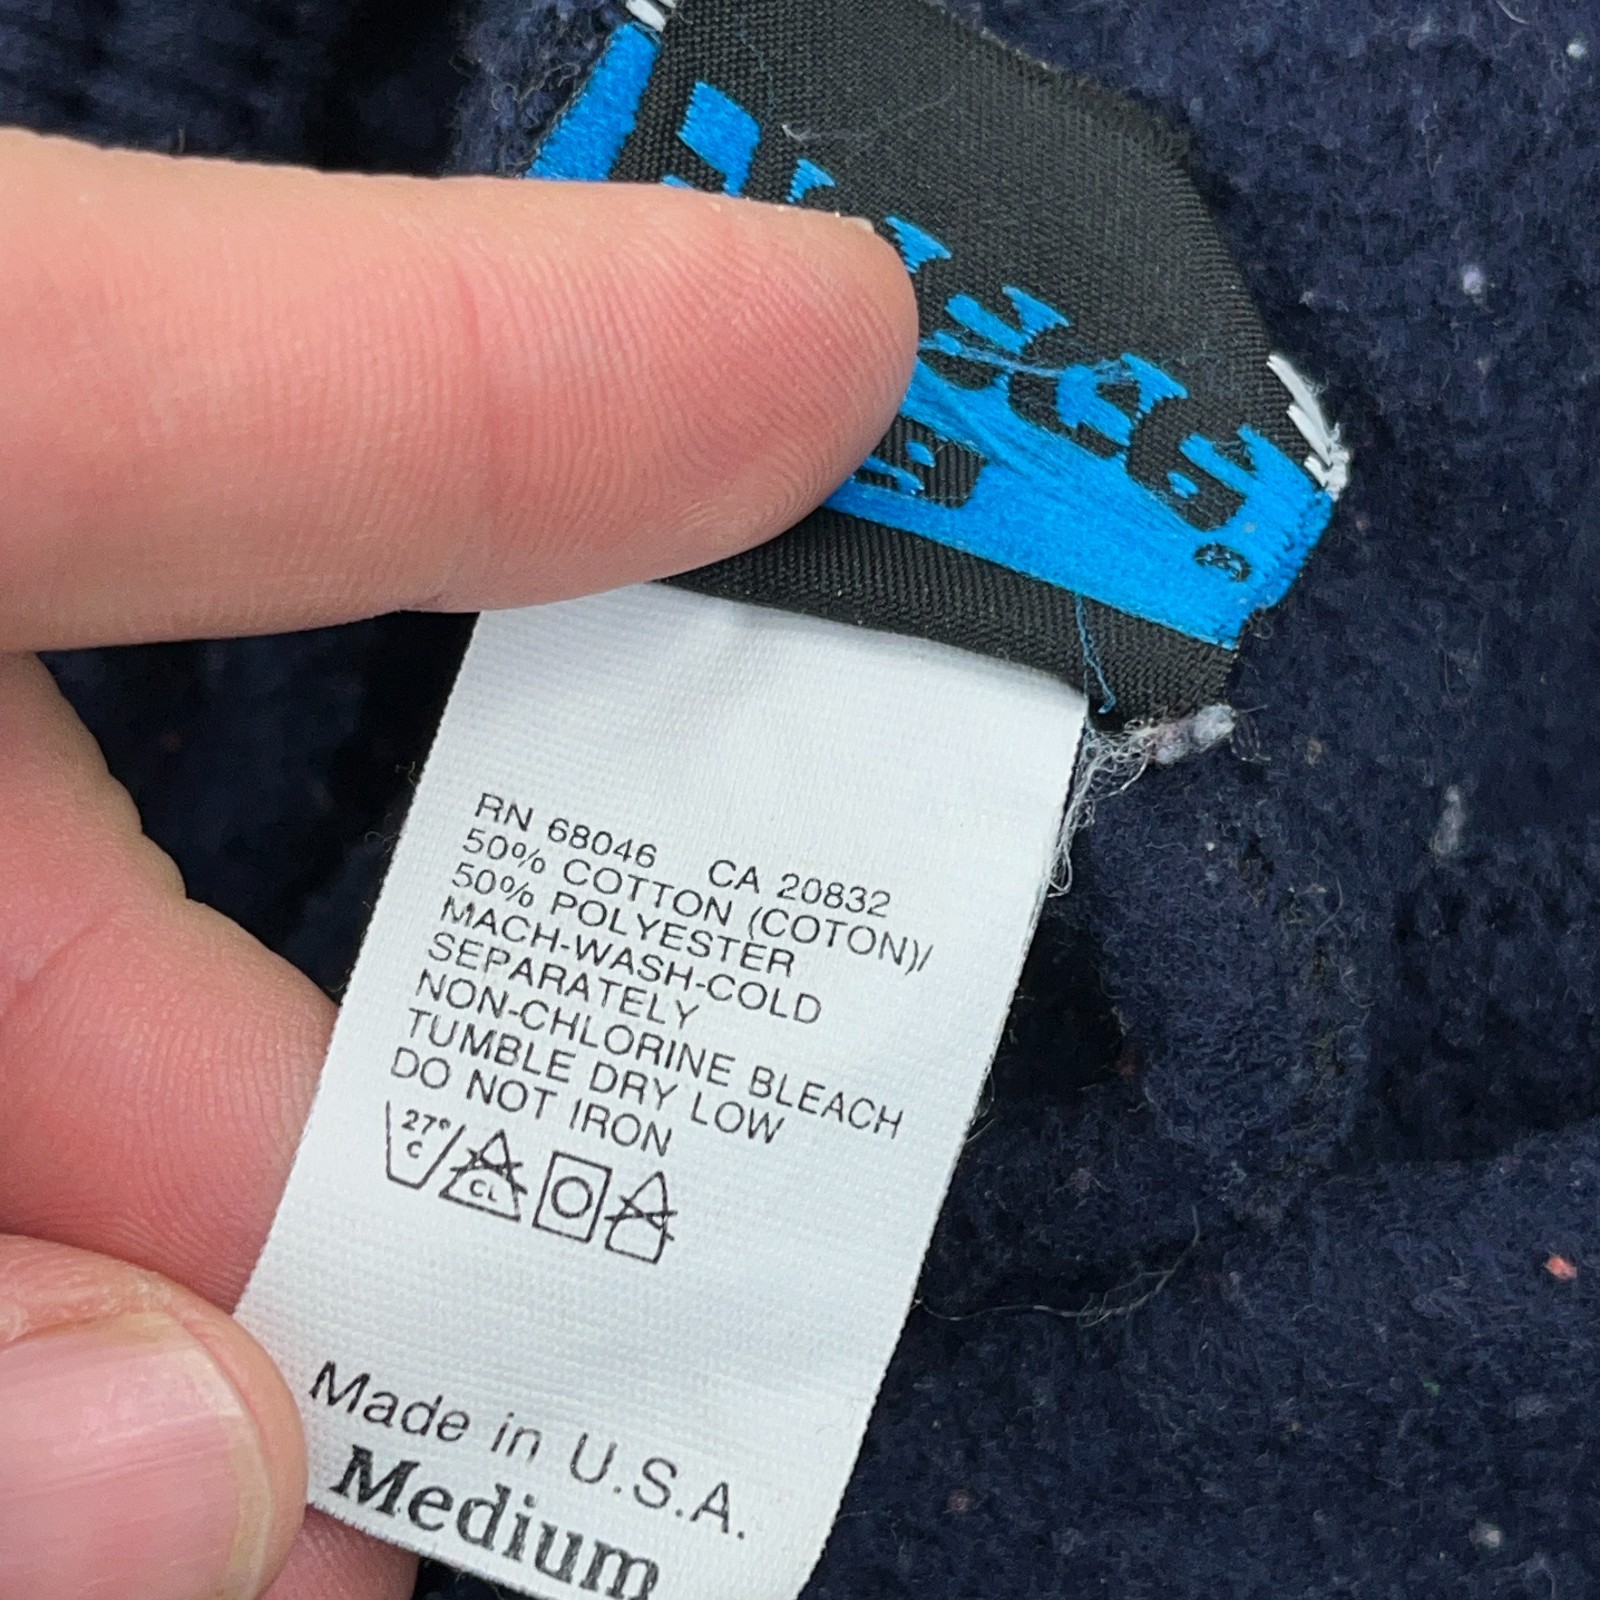 RN 68046 CA 20832
50% COTTON (COTON)/
50% POLYESTER
MACH-WASH-COLD
SEPARATELY
NON-CHLORINE BLEACH
TUMBLE DRY LOW
DO NOT IRON
27°
C
CL
Made in U.S.A.
Medium